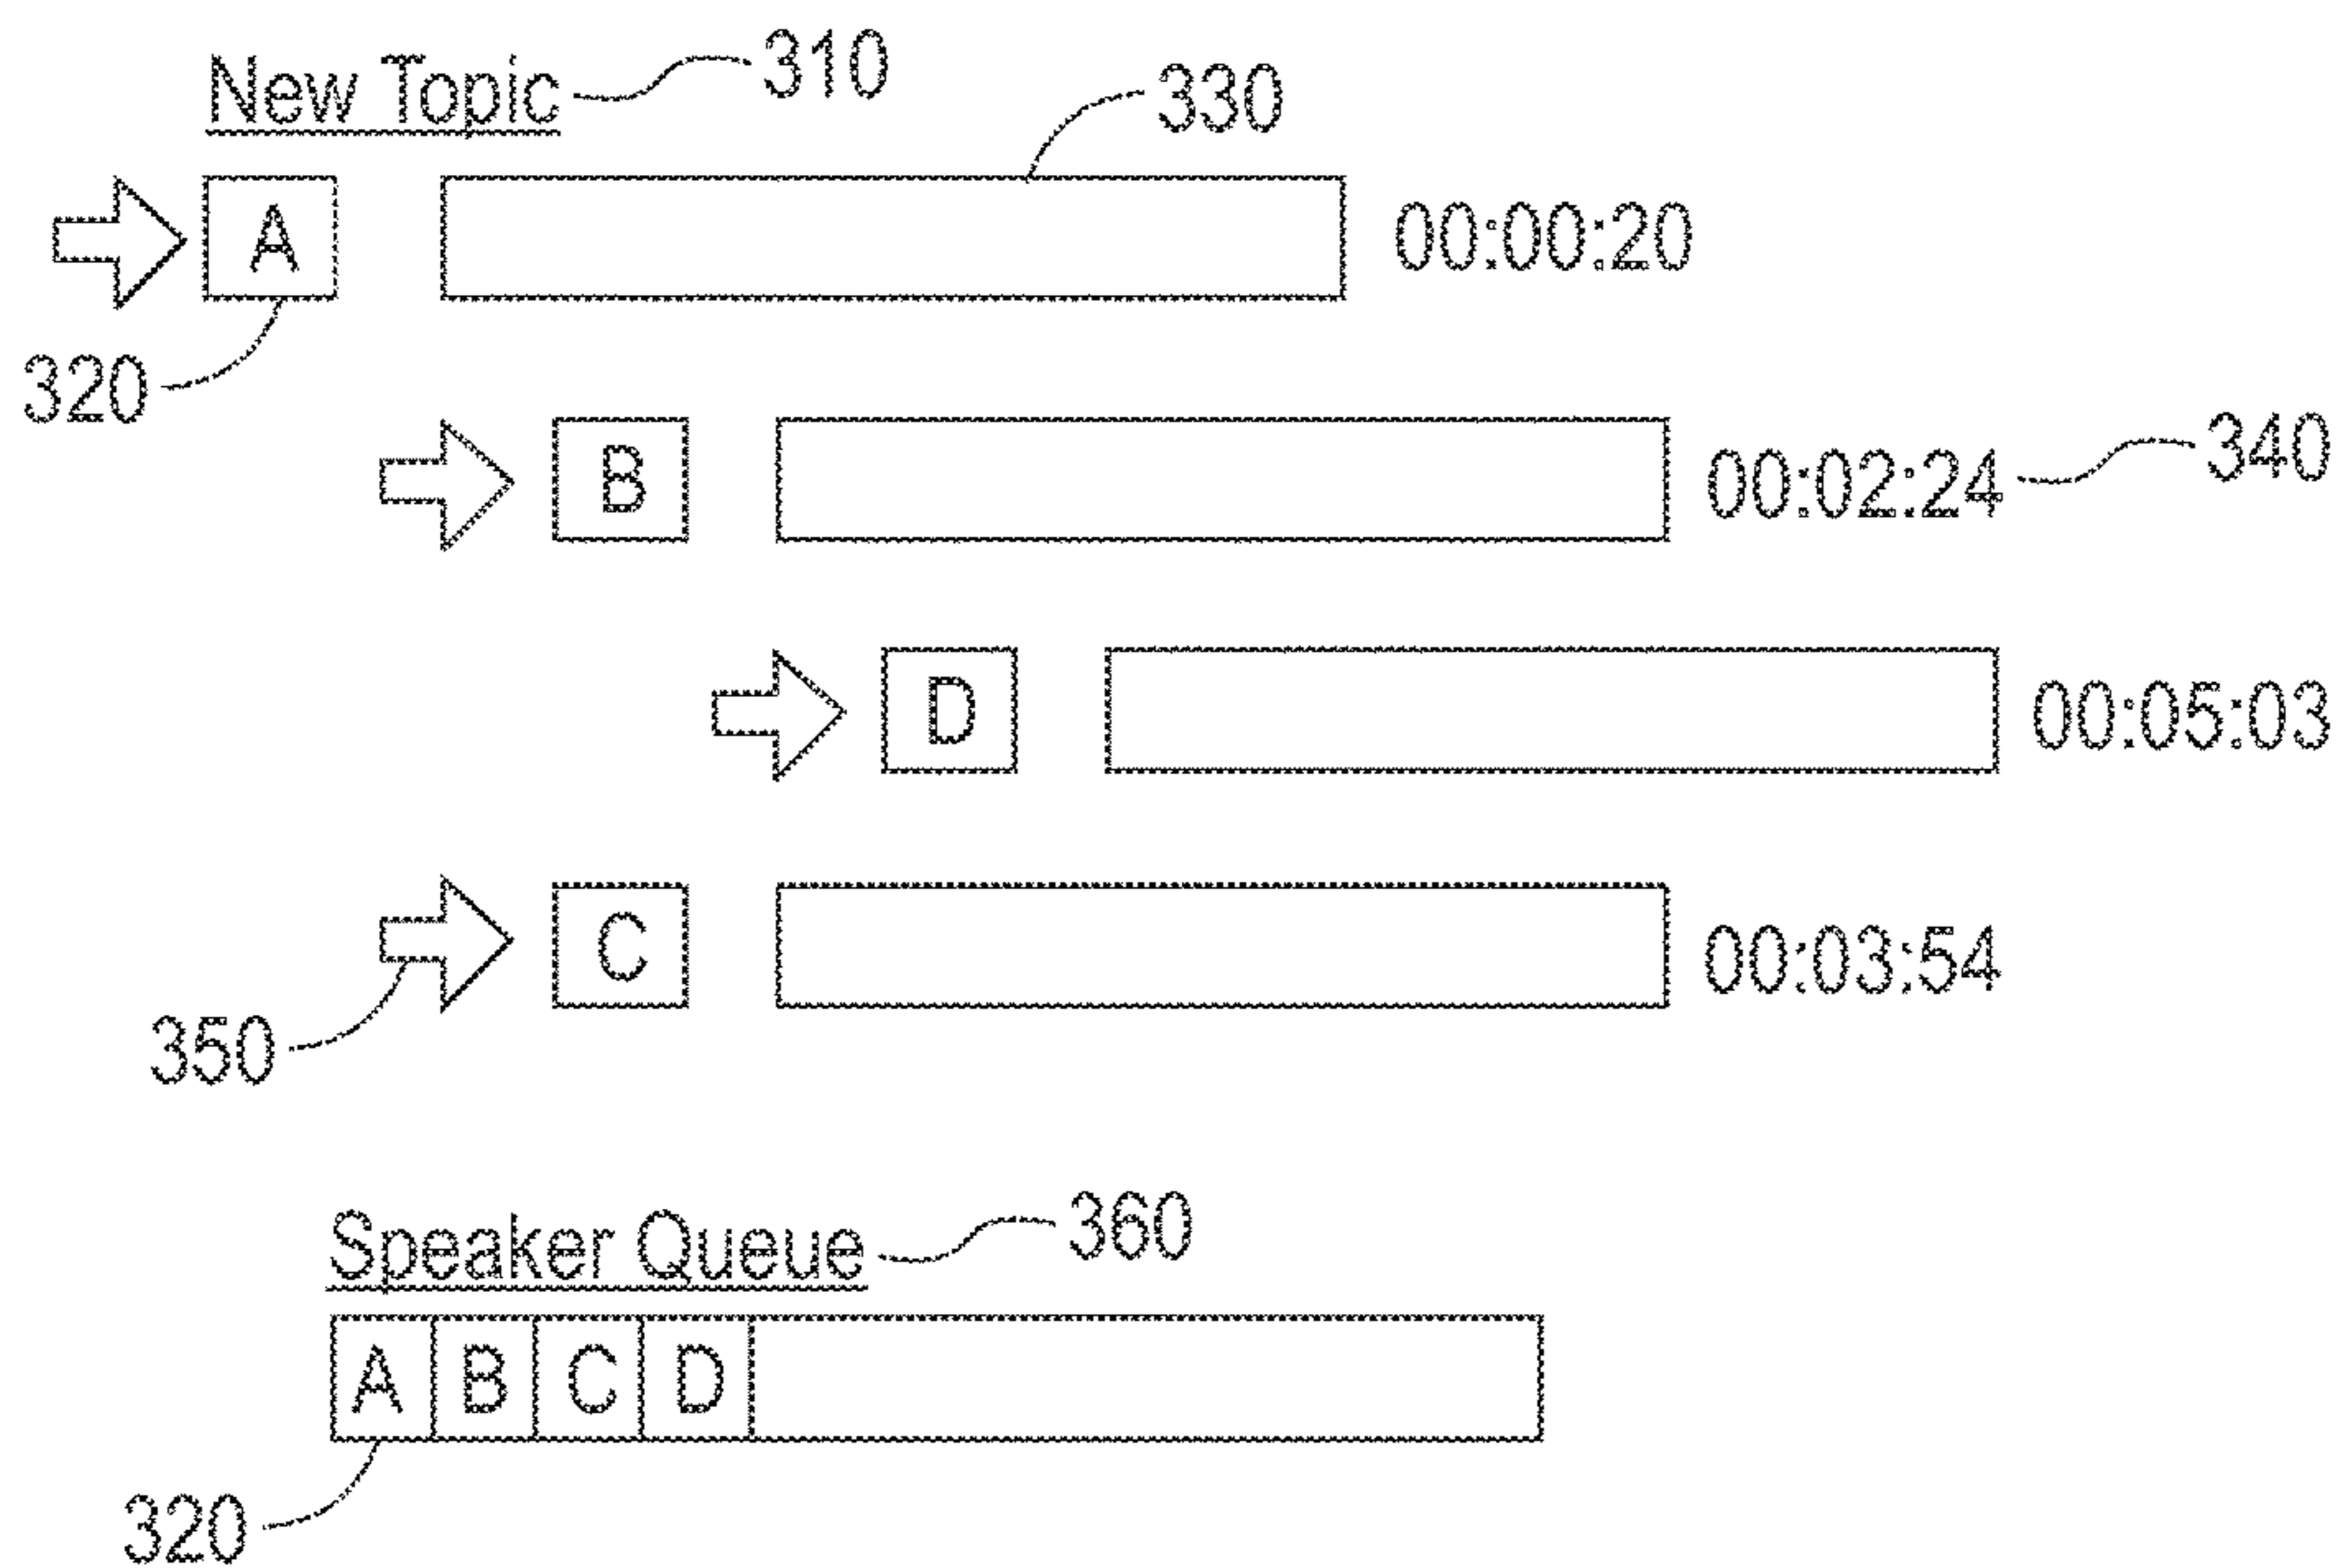 New Topic 310
330
A 00:00:20
320
B 00:02:24 340
D 00:05:03
C 00:03:54
350
Speaker Queue 360
A B C D
320